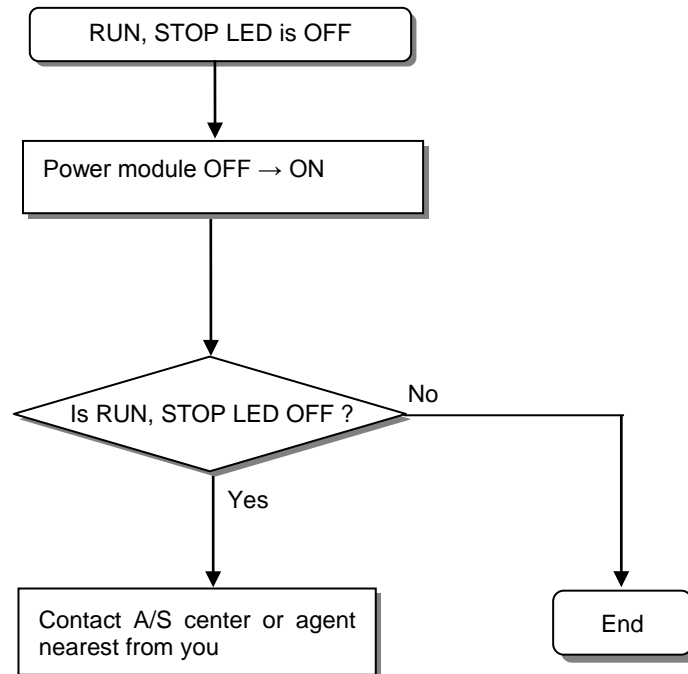 RUN, STOP LED is OFF
Power module OFF → ON
Is RUN, STOP LED OFF ?
No
Yes
Contact A/S center or agent
nearest from you
End